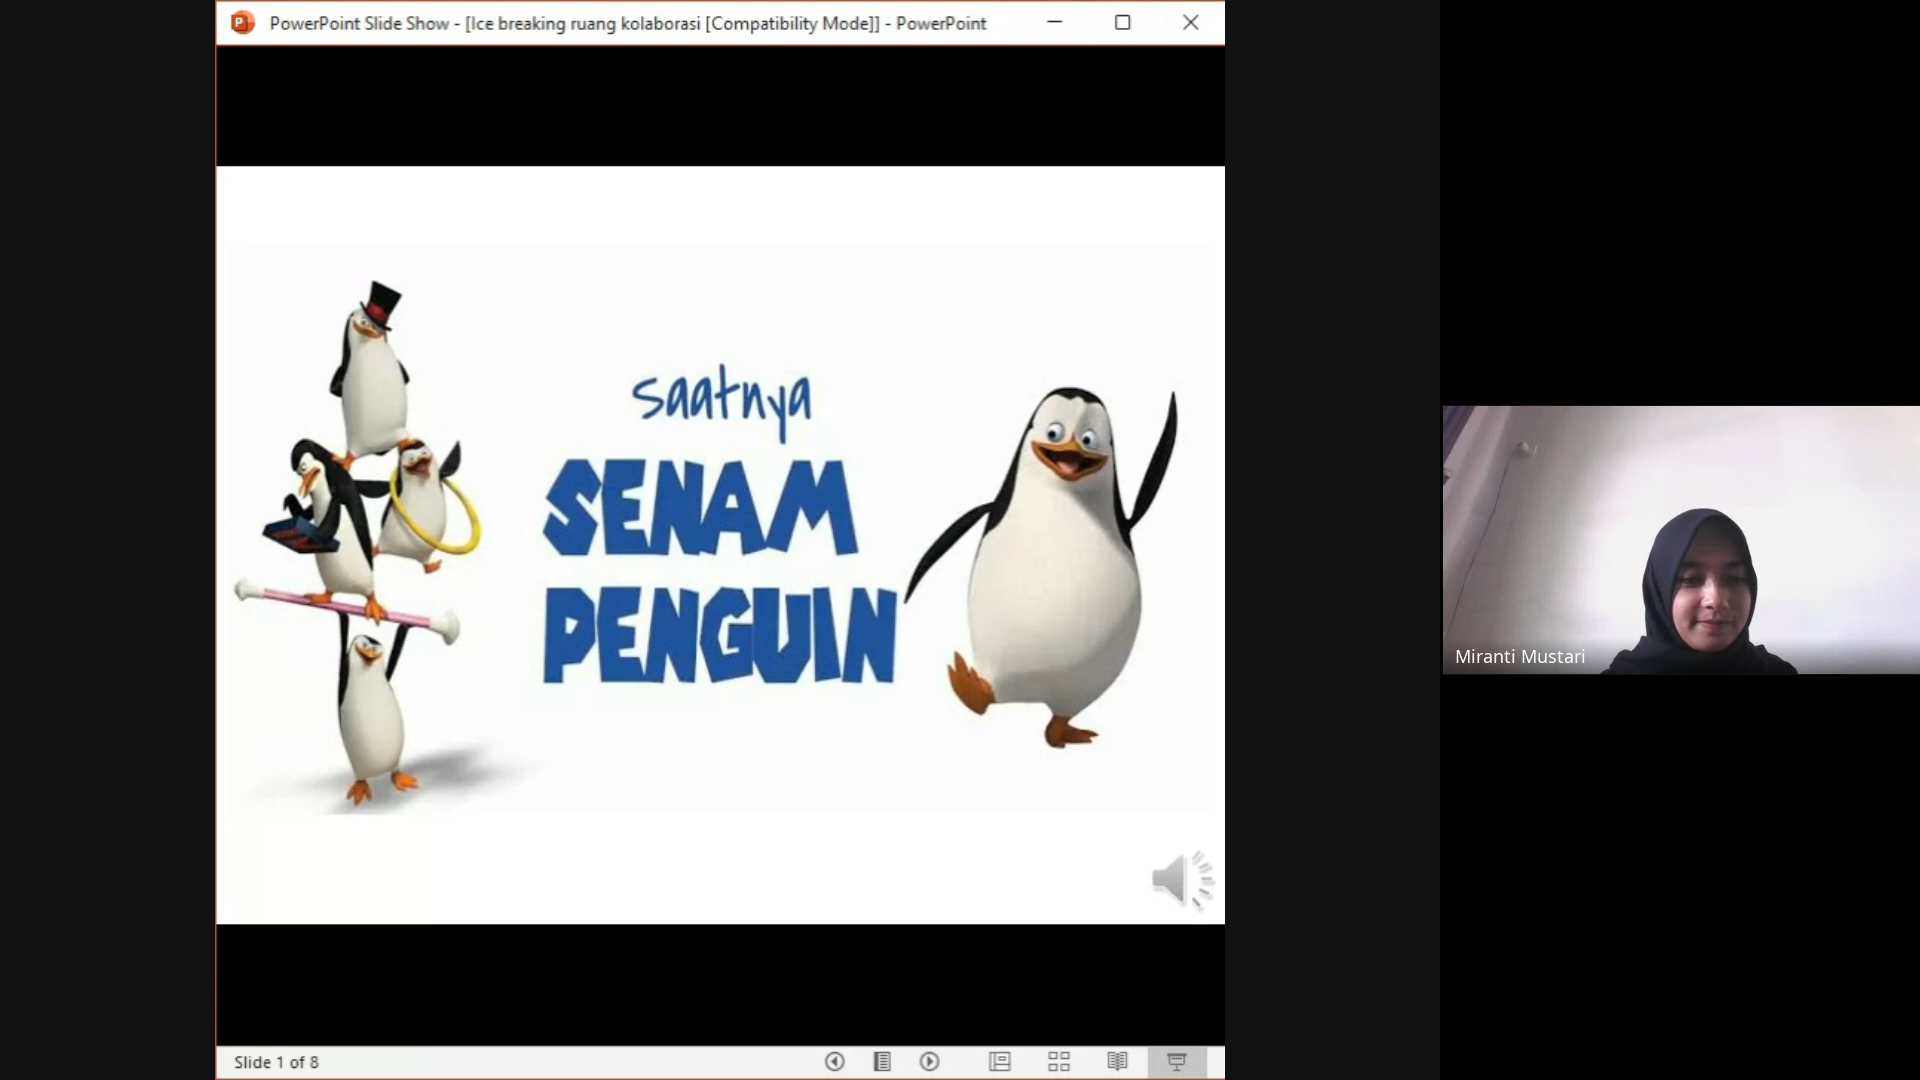 PowerPoint Slide Show - [Ice breaking ruang kolaborasi [Compatibility Mode]] - PowerPoint
saatnya
SENAM
PENGUIN
Miranti Mustari
Slide 1 of 8